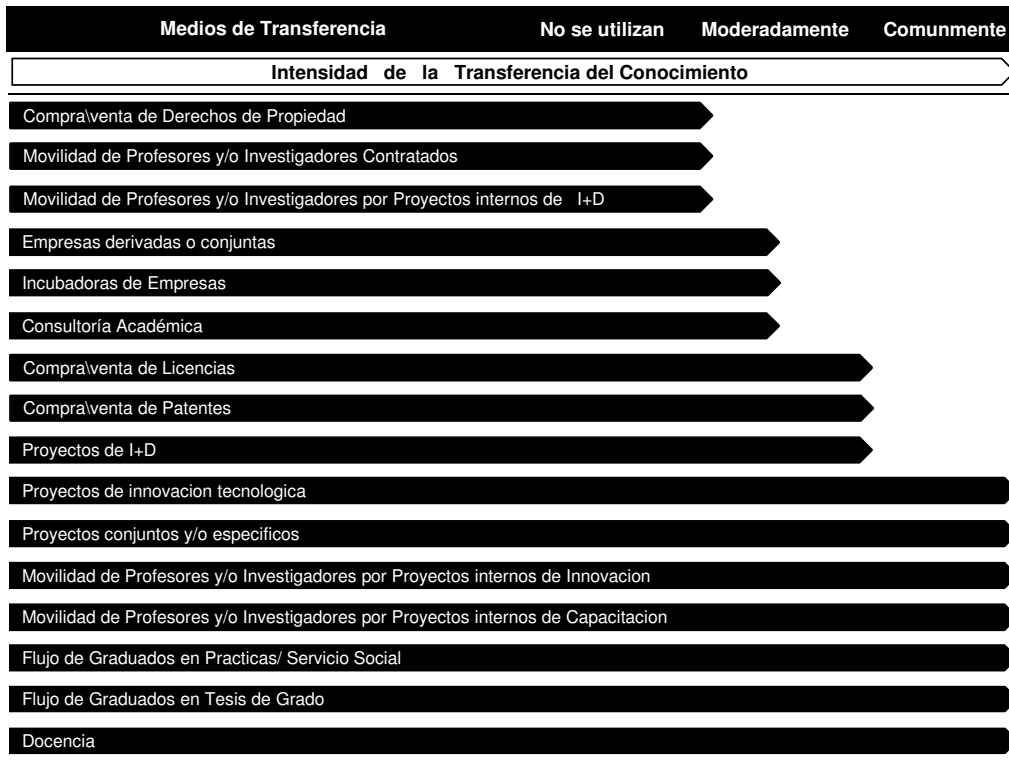 Medios de Transferencia No se utilizan Moderadamente Comunmente
Intensidad de la Transferencia del Conocimiento
Compra\venta de Derechos de Propiedad
Movilidad de Profesores y/o Investigadores Contratados
Movilidad de Profesores y/o Investigadores por Proyectos internos de I+D
Empresas derivadas o conjuntas
Incubadoras de Empresas
Consultoría Académica
Compra\venta de Licencias
Compra\venta de Patentes
Proyectos de I+D
Proyectos de innovacion tecnologica
Proyectos conjuntos y/o especificos
Movilidad de Profesores y/o Investigadores por Proyectos internos de Innovacion
Movilidad de Profesores y/o Investigadores por Proyectos internos de Capacitacion
Flujo de Graduados en Practicas/ Servicio Social
Flujo de Graduados en Tesis de Grado
Docencia